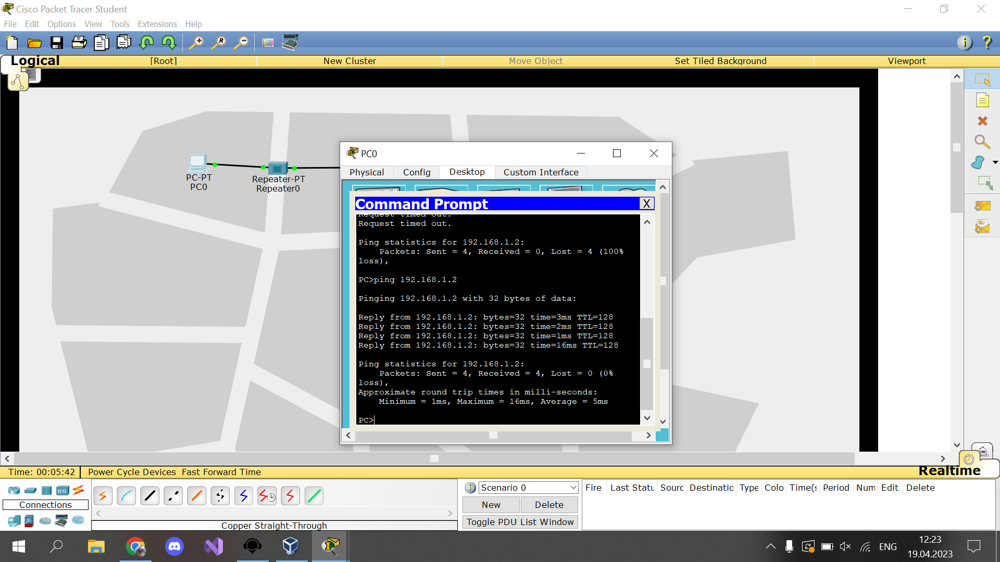 Cisco Packet Tracer Student
File Edit Options View Tools Extensions Help
Logical [Root] New Cluster Move Object Set Tiled Background Viewport
PC-PT
PC0
Repeater-PT
Repeater0
PC0
Physical Config Desktop Custom Interface
Command Prompt X
Request timed out.
Request timed out.
Ping statistics for 192.168.1.2:
Packets: Sent = 4, Received = 0, Lost = 4 (100%
loss),
PC>ping 192.168.1.2
Pinging 192.168.1.2 with 32 bytes of data:
Reply from 192.168.1.2: bytes=32 time=3ms TTL=128
Reply from 192.168.1.2: bytes=32 time=2ms TTL=128
Reply from 192.168.1.2: bytes=32 time=1ms TTL=128
Reply from 192.168.1.2: bytes=32 time=16ms TTL=128
Ping statistics for 192.168.1.2:
Packets: Sent = 4, Received = 4, Lost = 0 (0%
loss),
Approximate round trip times in milli-seconds:
Minimum = 1ms, Maximum = 16ms, Average = 5ms
PC>
Time: 00:05:42 Power Cycle Devices Fast Forward Time Realtime
Connections
Copper Straight-Through
Scenario 0
New Delete
Toggle PDU List Window
Fire Last Statu Sourc Destinatio Type Colo Time(s Period Num Edit Delete
ENG
12:23
19.04.2023